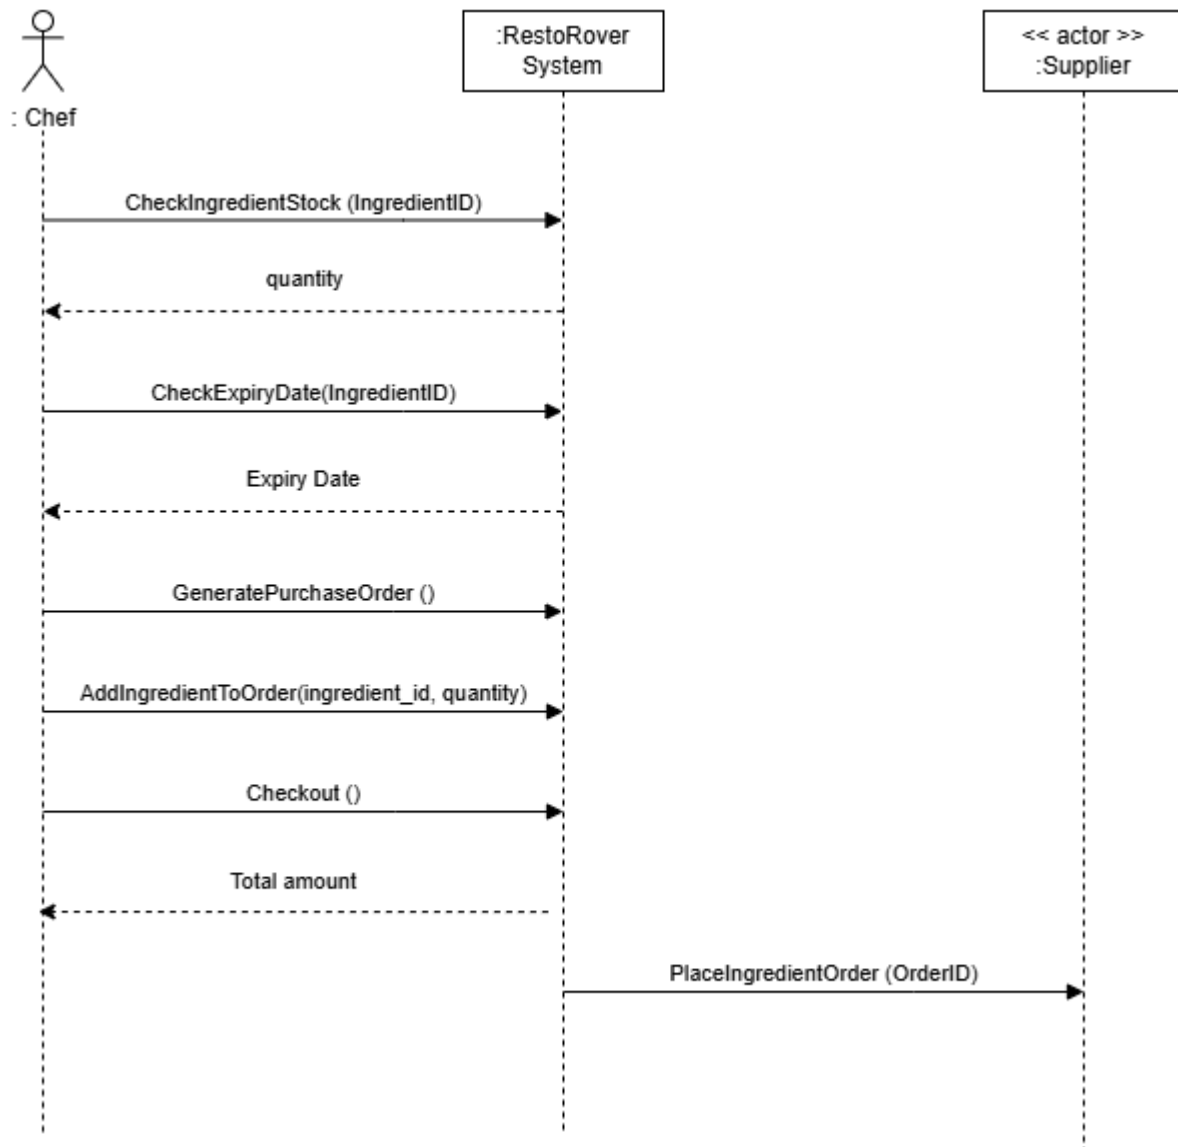 :RestoRover
System
<< actor >>
:Supplier
: Chef
CheckIngredientStock (IngredientID)
quantity
CheckExpiryDate(IngredientID)
Expiry Date
GeneratePurchaseOrder ()
AddIngredientToOrder(ingredient_id, quantity)
Checkout ()
Total amount
PlaceIngredientOrder (OrderID)